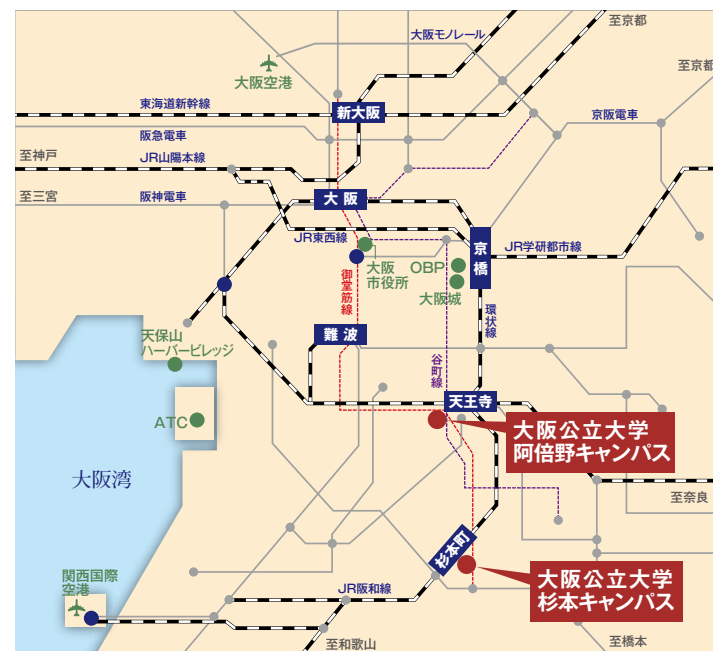 大阪モノレール
至京都
大阪空港
至京都
東海道新幹線
新大阪
京阪電車
阪急電車
至神戸
JR山陽本線
至三宮
阪神電車
大阪
JR東西線
京橋
JR学研都市線
大阪
市役所
OBP
大阪城
御堂筋線
環状線
天保山
ハーバービレッジ
難波
谷町線
天王寺
ATC
大阪公立大学
阿倍野キャンパス
大阪湾
至奈良
杉本町
関西国際
空港
JR阪和線
大阪公立大学
杉本キャンパス
至和歌山
至橋本